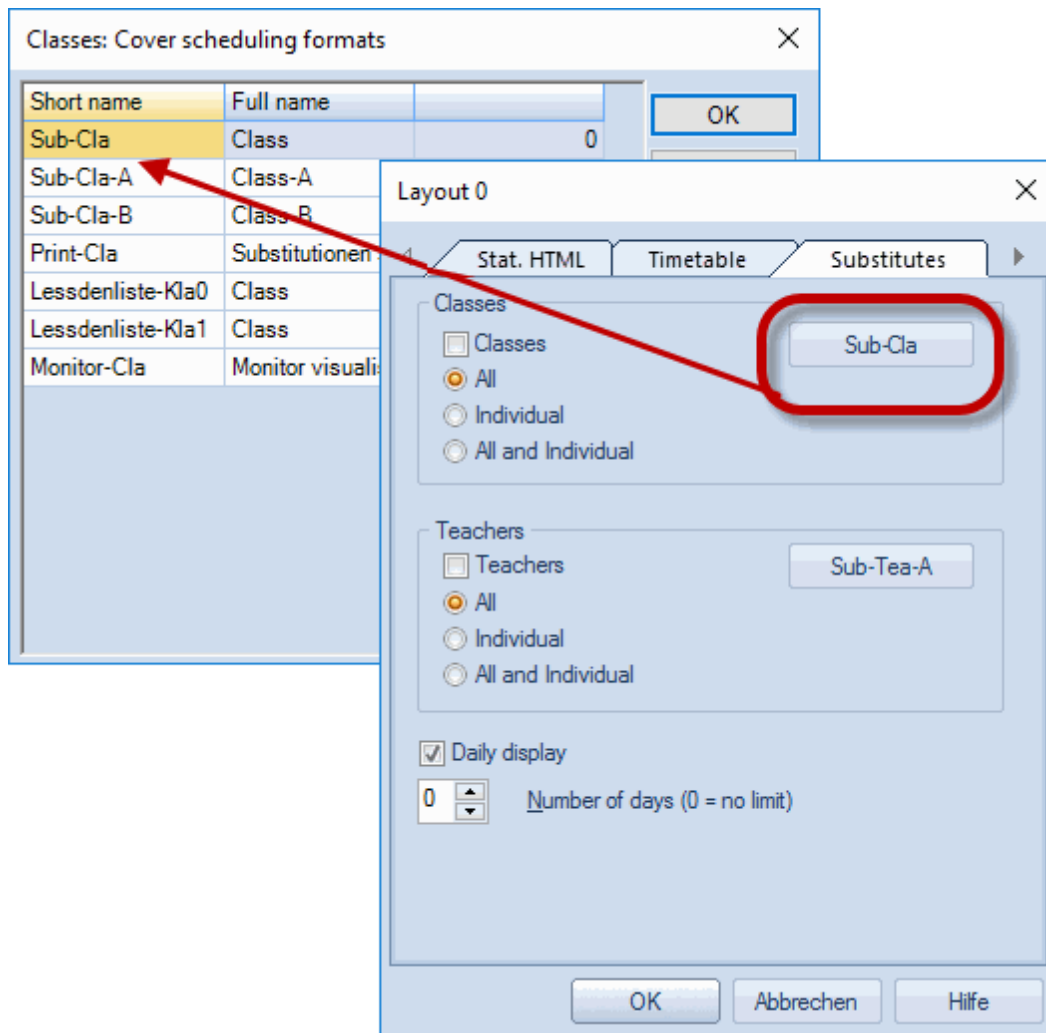 Classes: Cover scheduling formats
Short name Full name
Sub-Cla Class 0
Sub-Cla-A Class-A
Sub-Cla-B Class-B
Print-Cla Substitutionen
Lessdenliste-Kla0 Class
Lessdenliste-Kla1 Class
Monitor-Cla Monitor
OK
Layout 0
Stat. HTML Timetable Substitutes
Classes
Classes
All
Individual
All and Individual
Sub-Cla
Teachers
Teachers
All
Individual
All and Individual
Sub-Tea-A
Daily display
0 Number of days (0 = no limit)
OK Abbrechen Hilfe